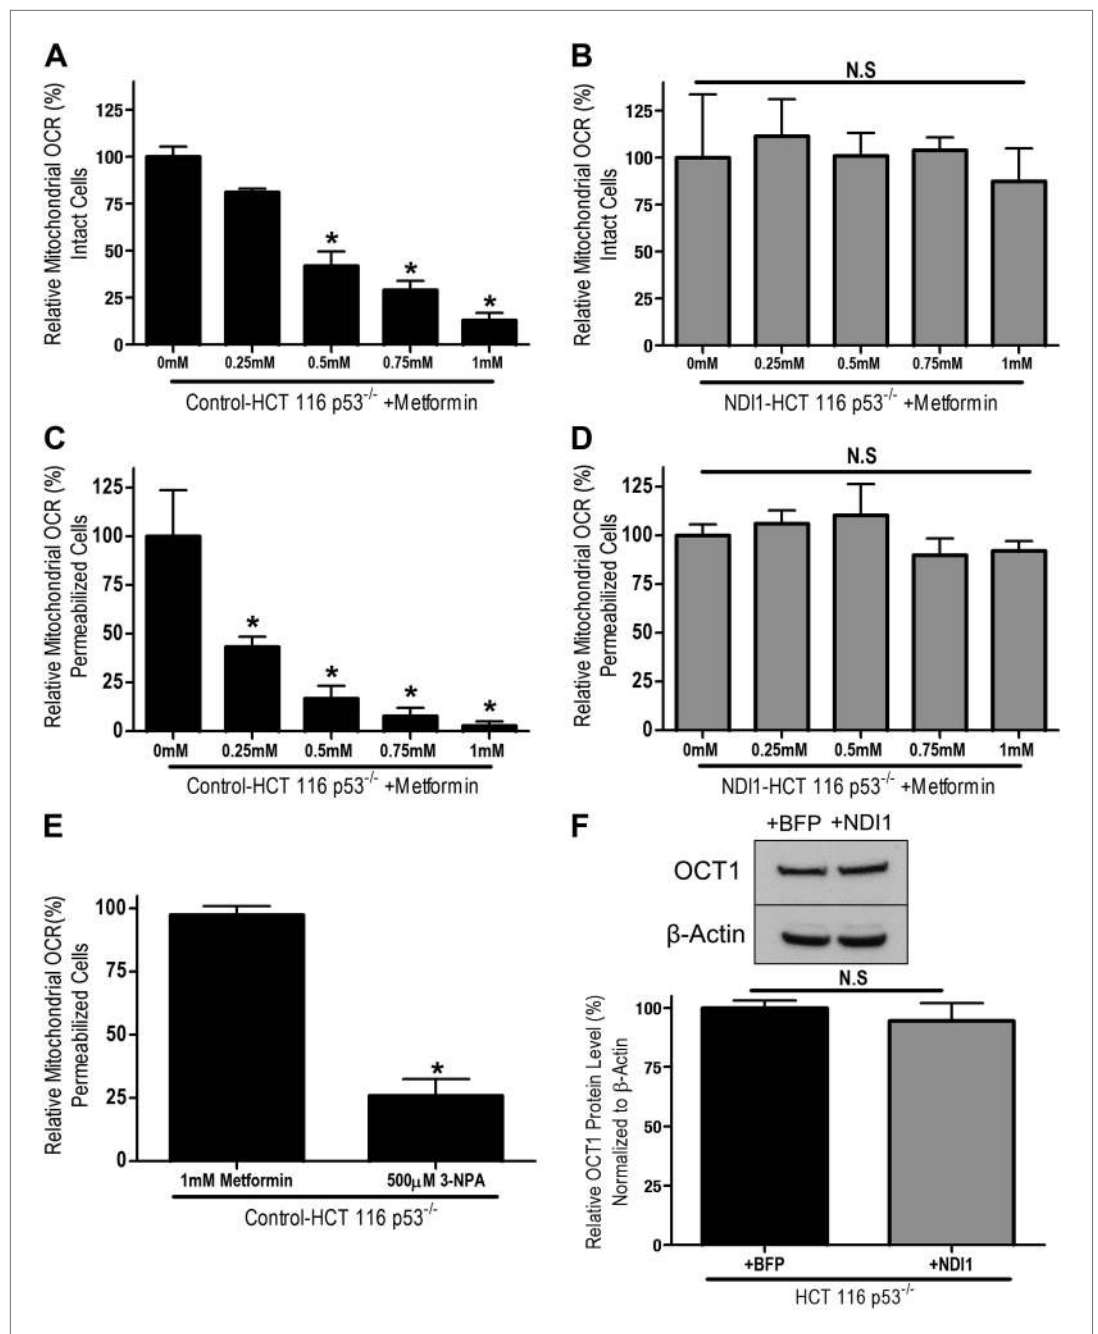 A
Relative Mitochondrial OCR (%)
Intact Cells
125
100
75
50
25
0
*
*
*
0mM 0.25mM 0.5mM 0.75mM 1mM
Control-HCT 116 p53-/- +Metformin
B
Relative Mitochondrial OCR (%)
Intact Cells
N.S
125
100
75
50
25
0
0mM 0.25mM 0.5mM 0.75mM 1mM
NDI1-HCT 116 p53-/- +Metformin
C
Relative Mitochondrial OCR (%)
Permeabilized Cells
125
100
75
50
25
0
*
*
*
*
0mM 0.25mM 0.5mM 0.75mM 1mM
Control-HCT 116 p53-/- +Metformin
D
Relative Mitochondrial OCR (%)
Permeabilized Cells
N.S
125
100
75
50
25
0
0mM 0.25mM 0.5mM 0.75mM 1mM
NDI1-HCT 116 p53-/- +Metformin
E
Relative Mitochondrial OCR(%)
Permeabilized Cells
100
75
50
25
0
*
1mM Metformin 500μM 3-NPA
Control-HCT 116 p53-/-
F
+BFP +NDI1
OCT1
β-Actin
N.S
Relative OCT1 Protein Level (%)
Normalized to β-Actin
100
75
50
25
0
+BFP +NDI1
HCT 116 p53-/-